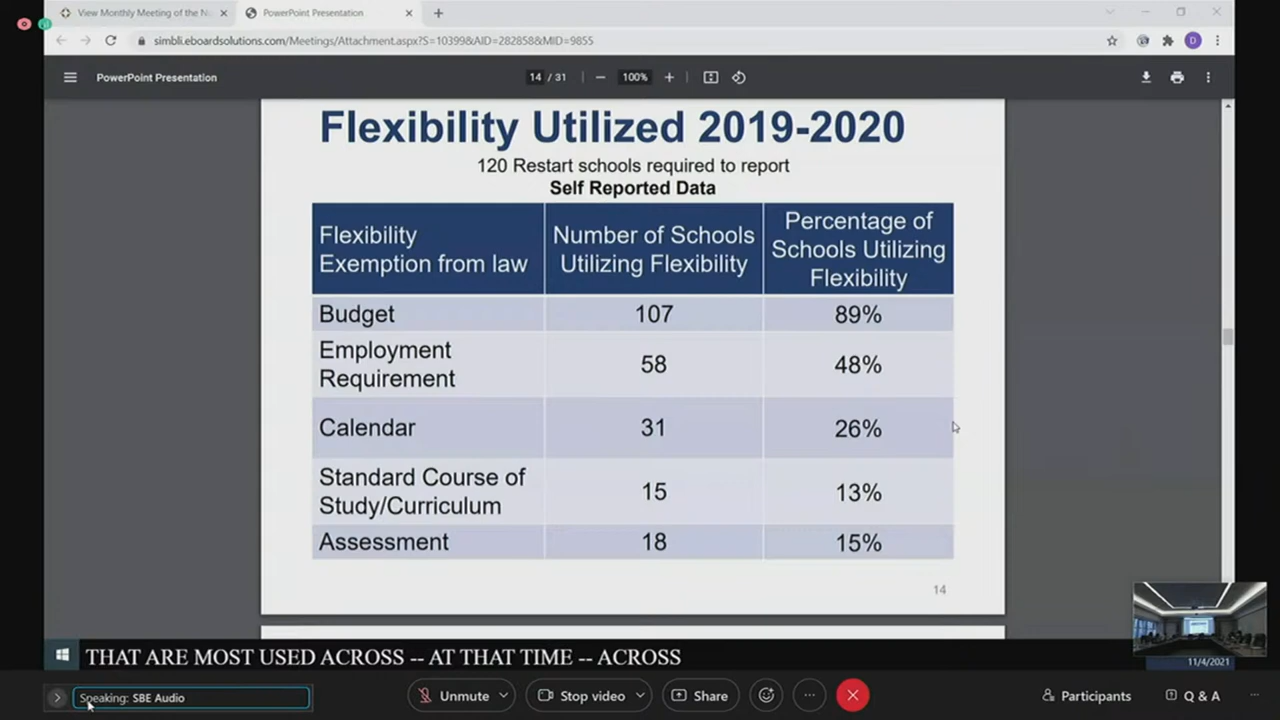 View Monthly Meeting of the N
PowerPoint Presentation
simbli.eboardsolutions.com/Meetings/Attachment.aspx?S=10399&AID=282858&MID=9855
D
PowerPoint Presentation
14 / 31
100%
Flexibility Utilized 2019-2020
120 Restart schools required to report
Self Reported Data
Flexibility
Exemption from law
Number of Schools
Utilizing Flexibility
Percentage of
Schools Utilizing
Flexibility
Budget
107
89%
Employment
Requirement
58
48%
Calendar
31
26%
Standard Course of
Study/Curriculum
15
13%
Assessment
18
15%
14
THAT ARE MOST USED ACROSS -- AT THAT TIME -- ACROSS
11/4/2021
Speaking: SBE Audio
Unmute
Stop video
Share
Participants
Q & A